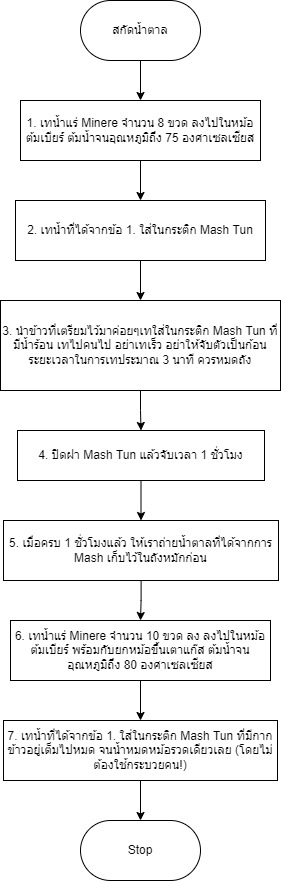 สกัดน้ำตาล
1. เทน้ำแร่ Minere จำนวน 8 ขวด ลงไปในหม้อ
ต้มเบียร์ ต้มน้ำจนอุณหภูมิถึง 75 องศาเซลเซียส
2. เทน้ำที่ได้จากข้อ 1. ใส่ในกระติก Mash Tun
3. นำข้าวที่เตรียมไว้มาค่อยๆเทใส่ในกระติก Mash Tun ที่
มีน้ำร้อน เทไปคนไป อย่าเทเร็ว อย่าให้จับตัวเป็นก้อน
ระยะเวลาในการเทประมาณ 3 นาที ควรหมดถัง
4. ปิดฝา Mash Tun แล้วจับเวลา 1 ชั่วโมง
5. เมื่อครบ 1 ชั่วโมงแล้ว ให้เราถ่ายน้ำตาลที่ได้จากการ
Mash เก็บไว้ในถังหมักก่อน
6. เทน้ำแร่ Minere จำนวน 10 ขวด ลง ลงไปในหม้อ
ต้มเบียร์ พร้อมกับยกหม้อขึ้นเตาแก๊ส ต้มน้ำจน
อุณหภูมิถึง 80 องศาเซลเซียส
7. เทน้ำที่ได้จากข้อ 1. ใส่ในกระติก Mash Tun ที่มีกาก
ข้าวอยู่เต็มไปหมด จนน้ำหมดหม้อรวดเดียวเลย (โดยไม่
ต้องใช้กระบวยคน!)
Stop